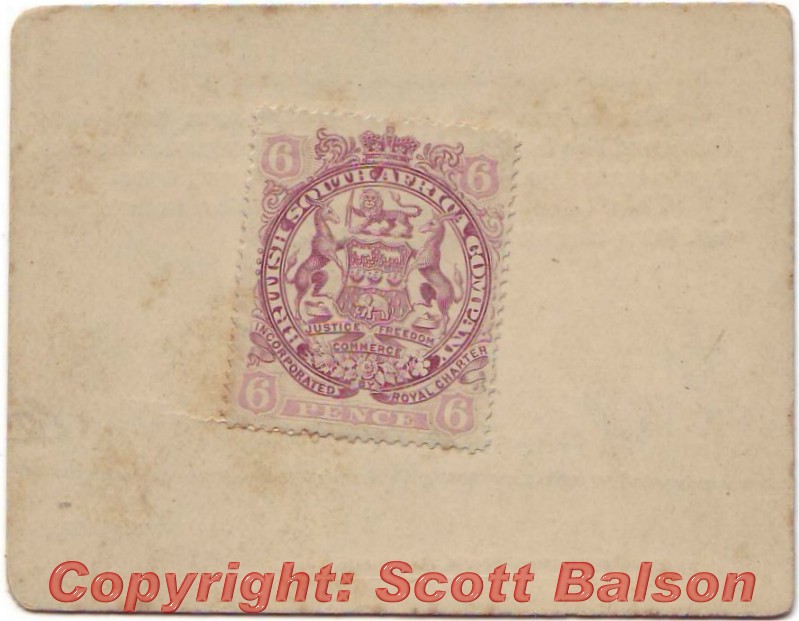 6 6
BRITISH SOUTH AFRICA COMPANY
JUSTICE FREEDOM
COMMERCE
INCORPORATED BY ROYAL CHARTER
6 PENCE 6
Copyright: Scott Balson